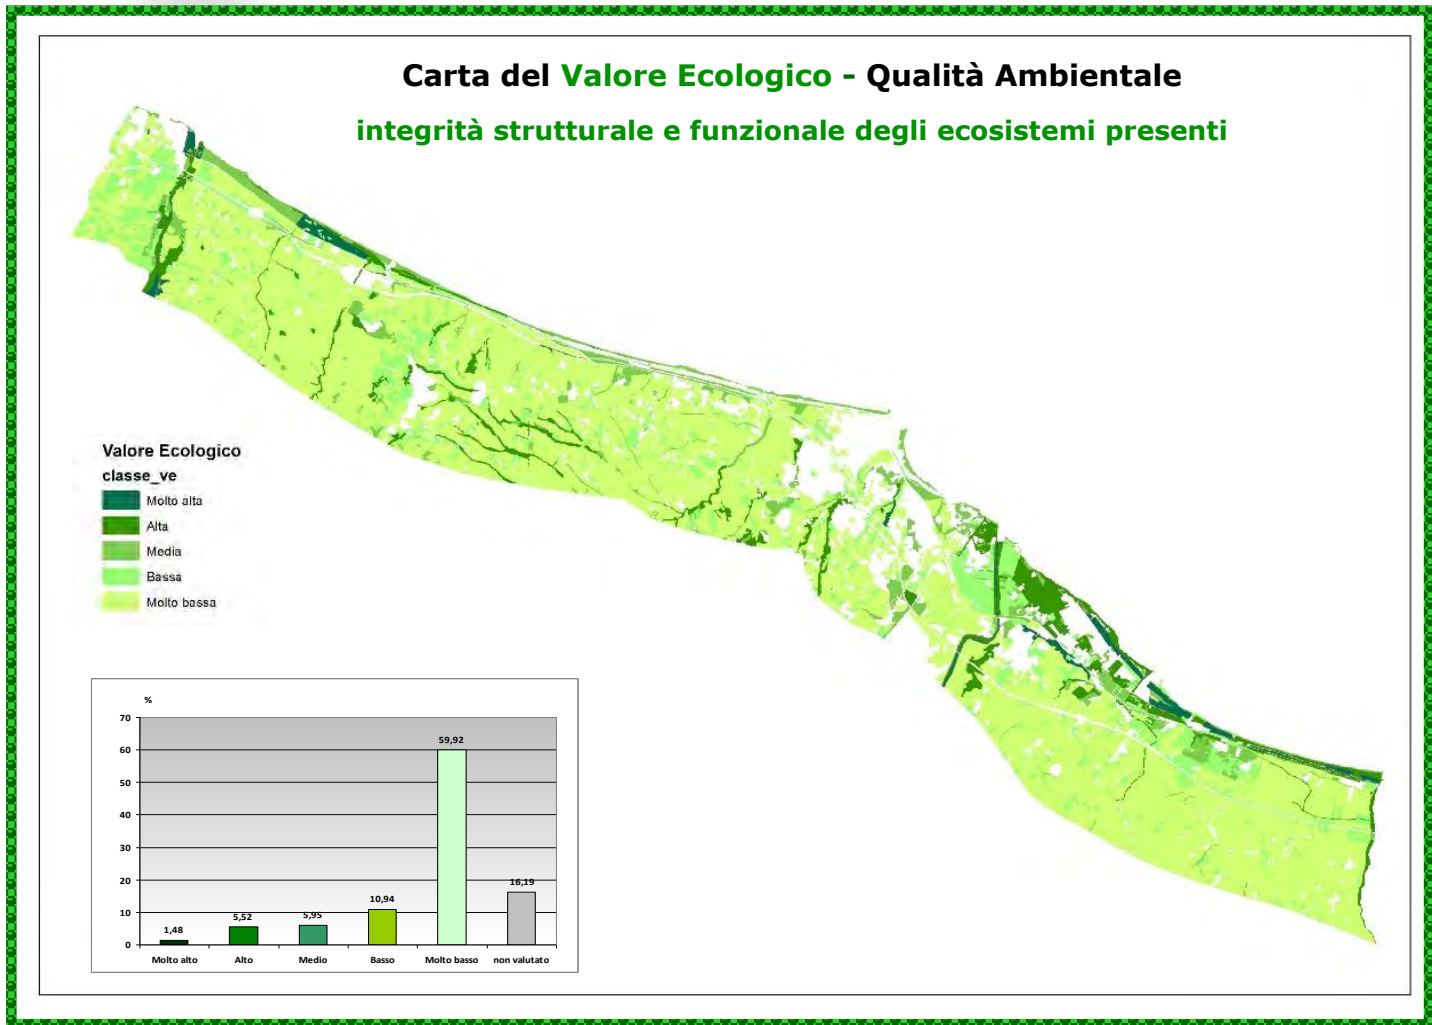 Carta del Valore Ecologico - Qualità Ambientale
integrità strutturale e funzionale degli ecosistemi presenti
Valore Ecologico
classe_ve
Molto alta
Alta
Media
Bassa
Molto bassa
%
70
60
50
40
30
20
10
0
1,48
5,52
5,95
10,94
59,92
16,19
Molto alto
Alto
Medio
Basso
Molto basso
non valutato